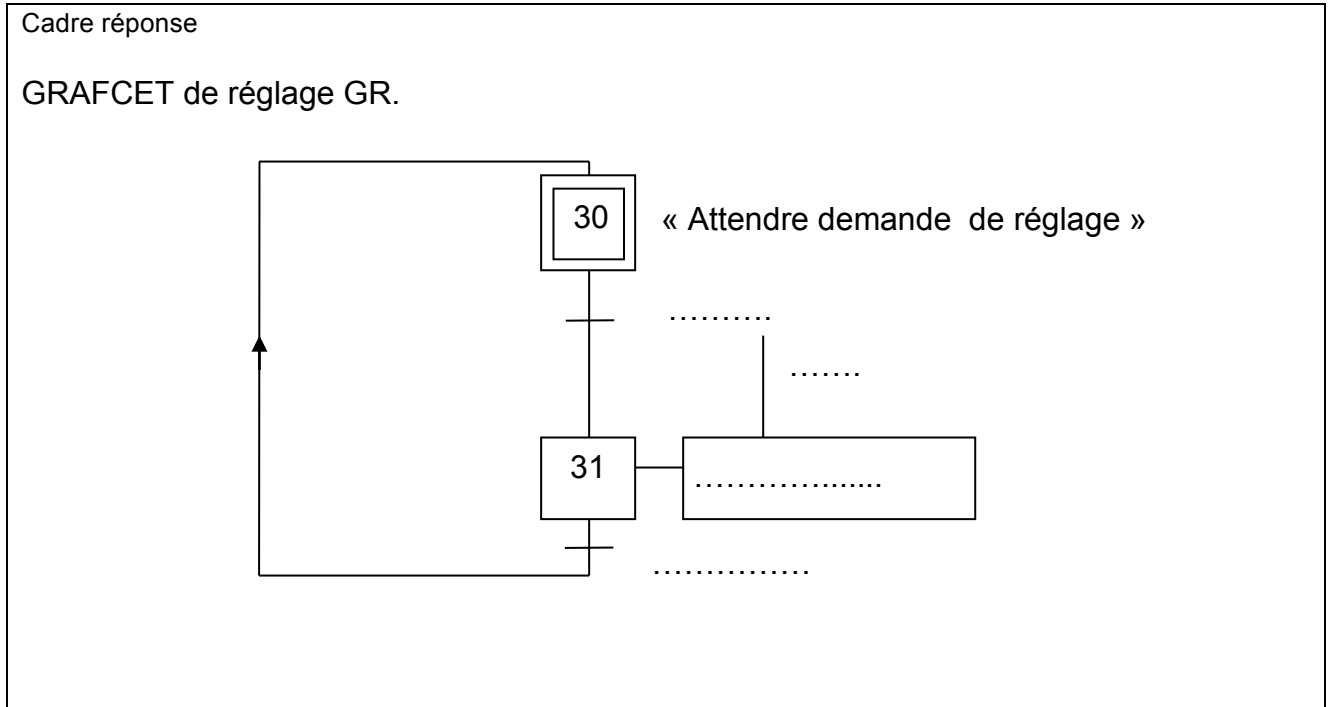 Cadre réponse
GRAFCET de réglage GR.
30
« Attendre demande de réglage »
..........
.......
31
...................
...............